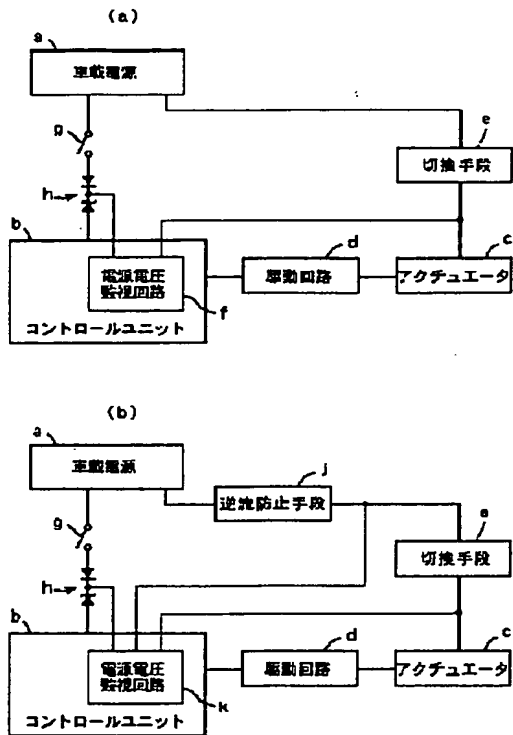 (a)
a
車載電源
g
e
切換手段
h
b
d
c
電源電圧
監視回路
駆動回路
アクチュエータ
f
コントロールユニット
(b)
a
車載電源
j
逆流防止手段
g
e
切換手段
h
b
d
c
電源電圧
監視回路
駆動回路
アクチュエータ
k
コントロールユニット